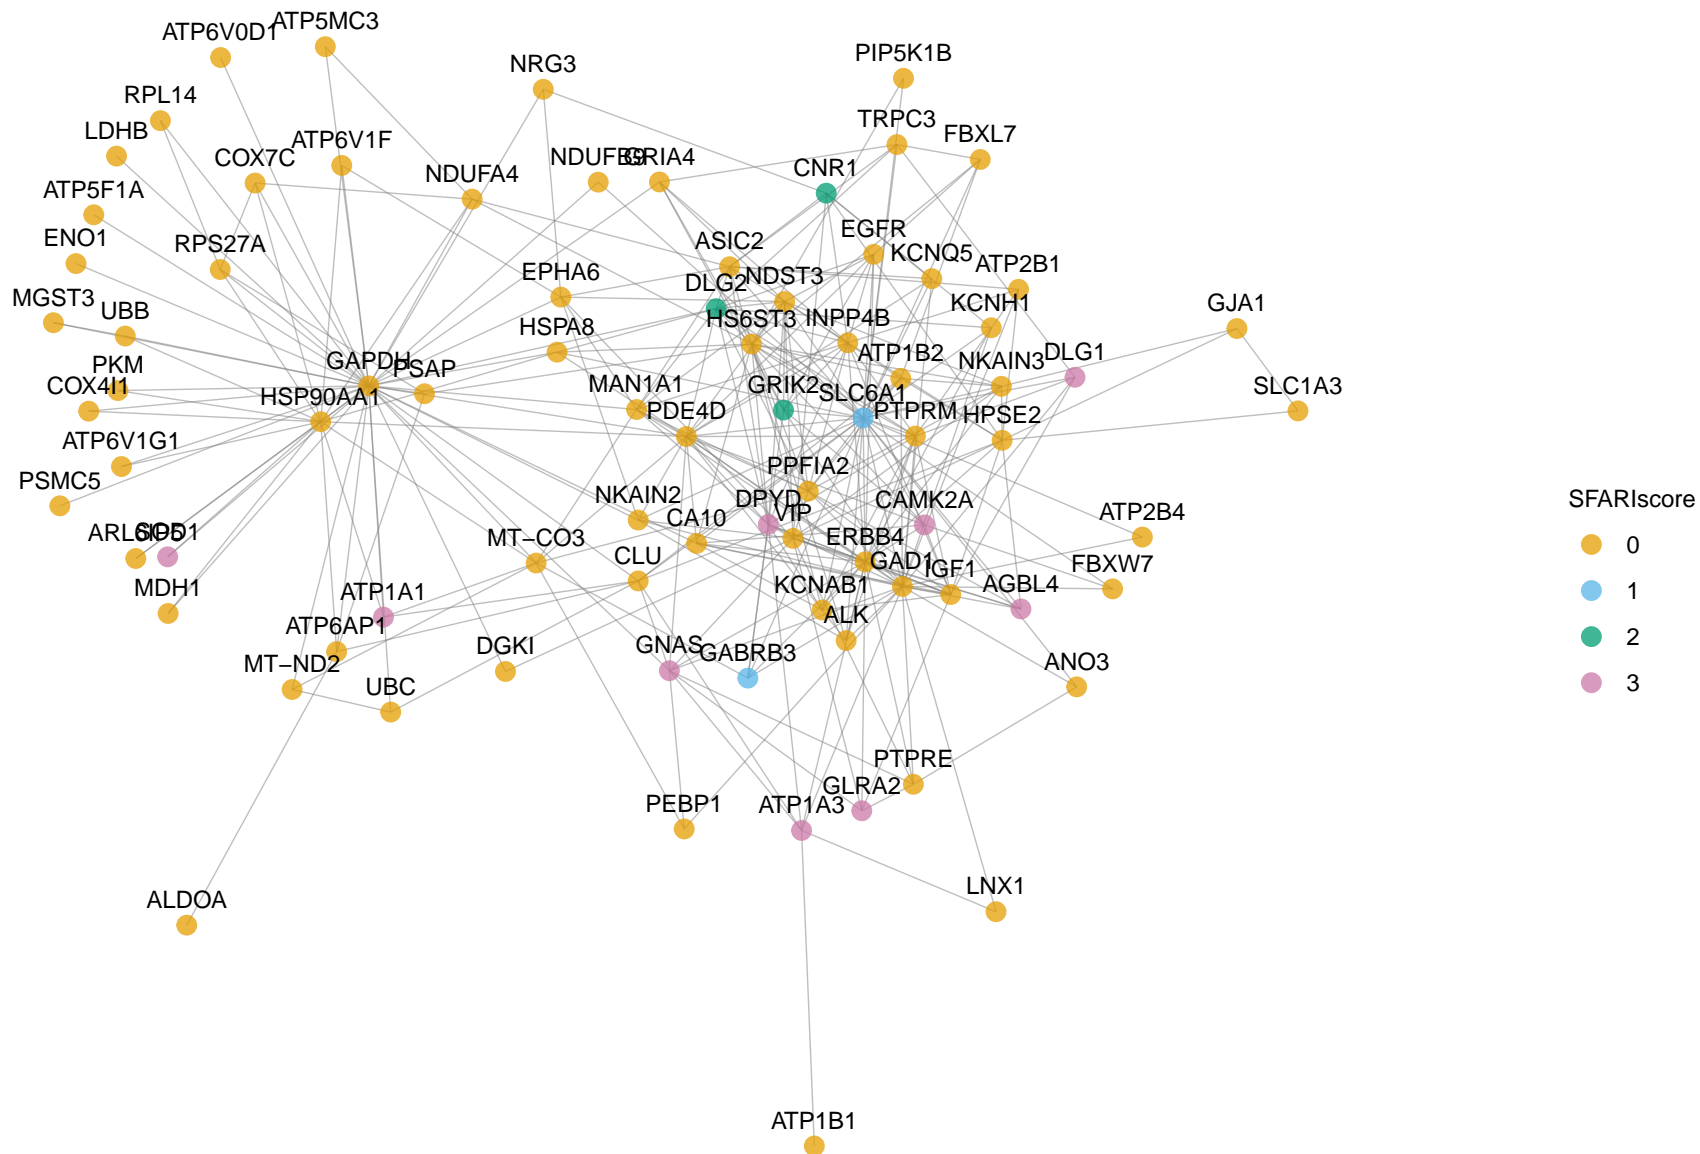 ATP5MC3
ATP6V0D1
NRG3
PIP5K1B
RPL14
TRPC3
LDHB
ATP6V1F
FBXL7
COX7C
NDUFB9
GRIA4
NDUFA4
CNR1
ATP5F1A
EGFR
ENO1
RPS27A
ASIC2
KCNQ5
ATP2B1
EPHA6
DLG2
NDST3
MGST3
UBB
KCNH1
GJA1
HSPA8
HS6ST3
INPP4B
GAPDH
PSAP
ATP1B2
NKAIN3
DLG1
PKM
COX4I1
HSP90AA1
MAN1A1
GRIK2
SLC6A1
SLC1A3
PDE4D
PTPRM
HPSE2
ATP6V1G1
PSMC5
PPFIA2
NKAIN2
DPYD
CAMK2A
SFARIscore
CA10
VIP
ATP2B4
ARL6IP5
SOD1
MT−CO3
ERBB4
0
CLU
GAD1
IGF1
FBXW7
MDH1
ATP1A1
KCNAB1
AGBL4
1
ATP6AP1
ALK
DGKI
GNAS
GABRB3
2
MT−ND2
UBC
ANO3
3
PTPRE
GLRA2
PEBP1
ATP1A3
ALDOA
LNX1
ATP1B1